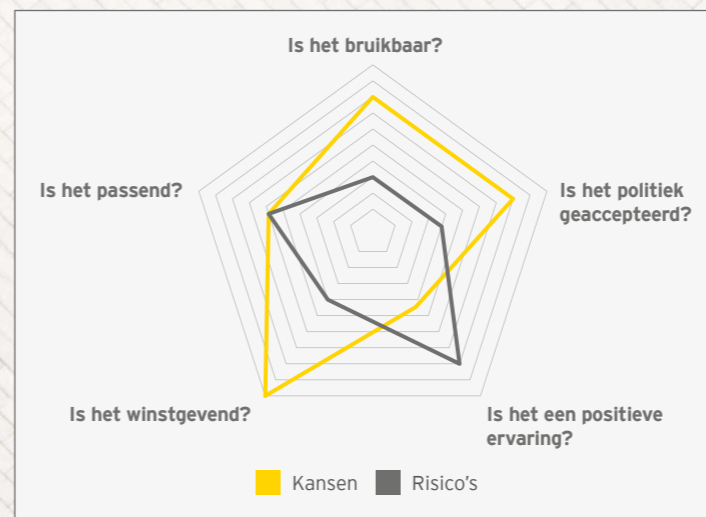 Is het bruikbaar?
Is het passend?
Is het politiek
geaccepteerd?
Is het winstgevend?
Is het een positieve
ervaring?
Kansen
Risico's